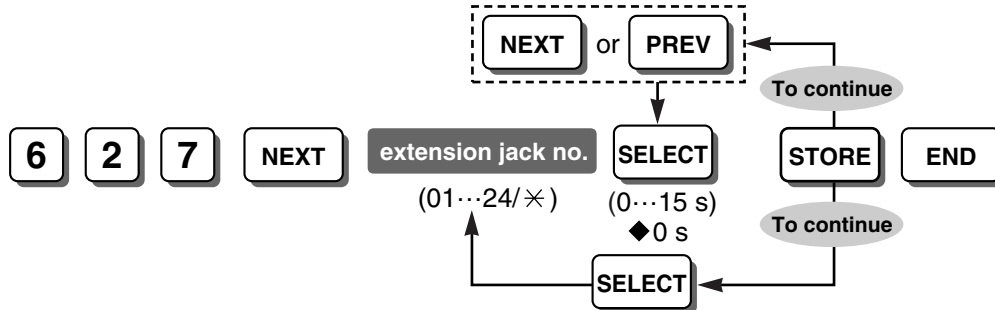 NEXT or PREV
To continue
6 2 7 NEXT extension jack no. SELECT STORE END
(01···24/✳) (0···15 s)
◆0 s
To continue
SELECT